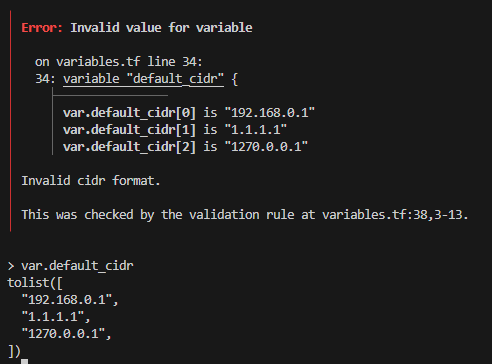 Error: Invalid value for variable
on variables.tf line 34:
34: variable "default_cidr" {
var.default_cidr[0] is "192.168.0.1"
var.default_cidr[1] is "1.1.1.1"
var.default_cidr[2] is "1270.0.0.1"
Invalid cidr format.
This was checked by the validation rule at variables.tf:38,3-13.
> var.default_cidr
tolist([
"192.168.0.1",
"1.1.1.1",
"1270.0.0.1",
])